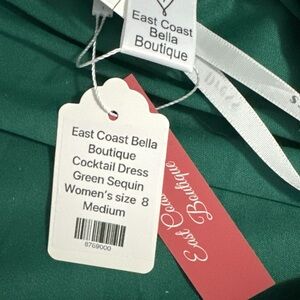 East Coast
Bella
Boutique
East Coast Bella
Boutique
Cocktail Dress
Green Sequin
Women's size 8
Medium
8769000
East Coast
Boutique